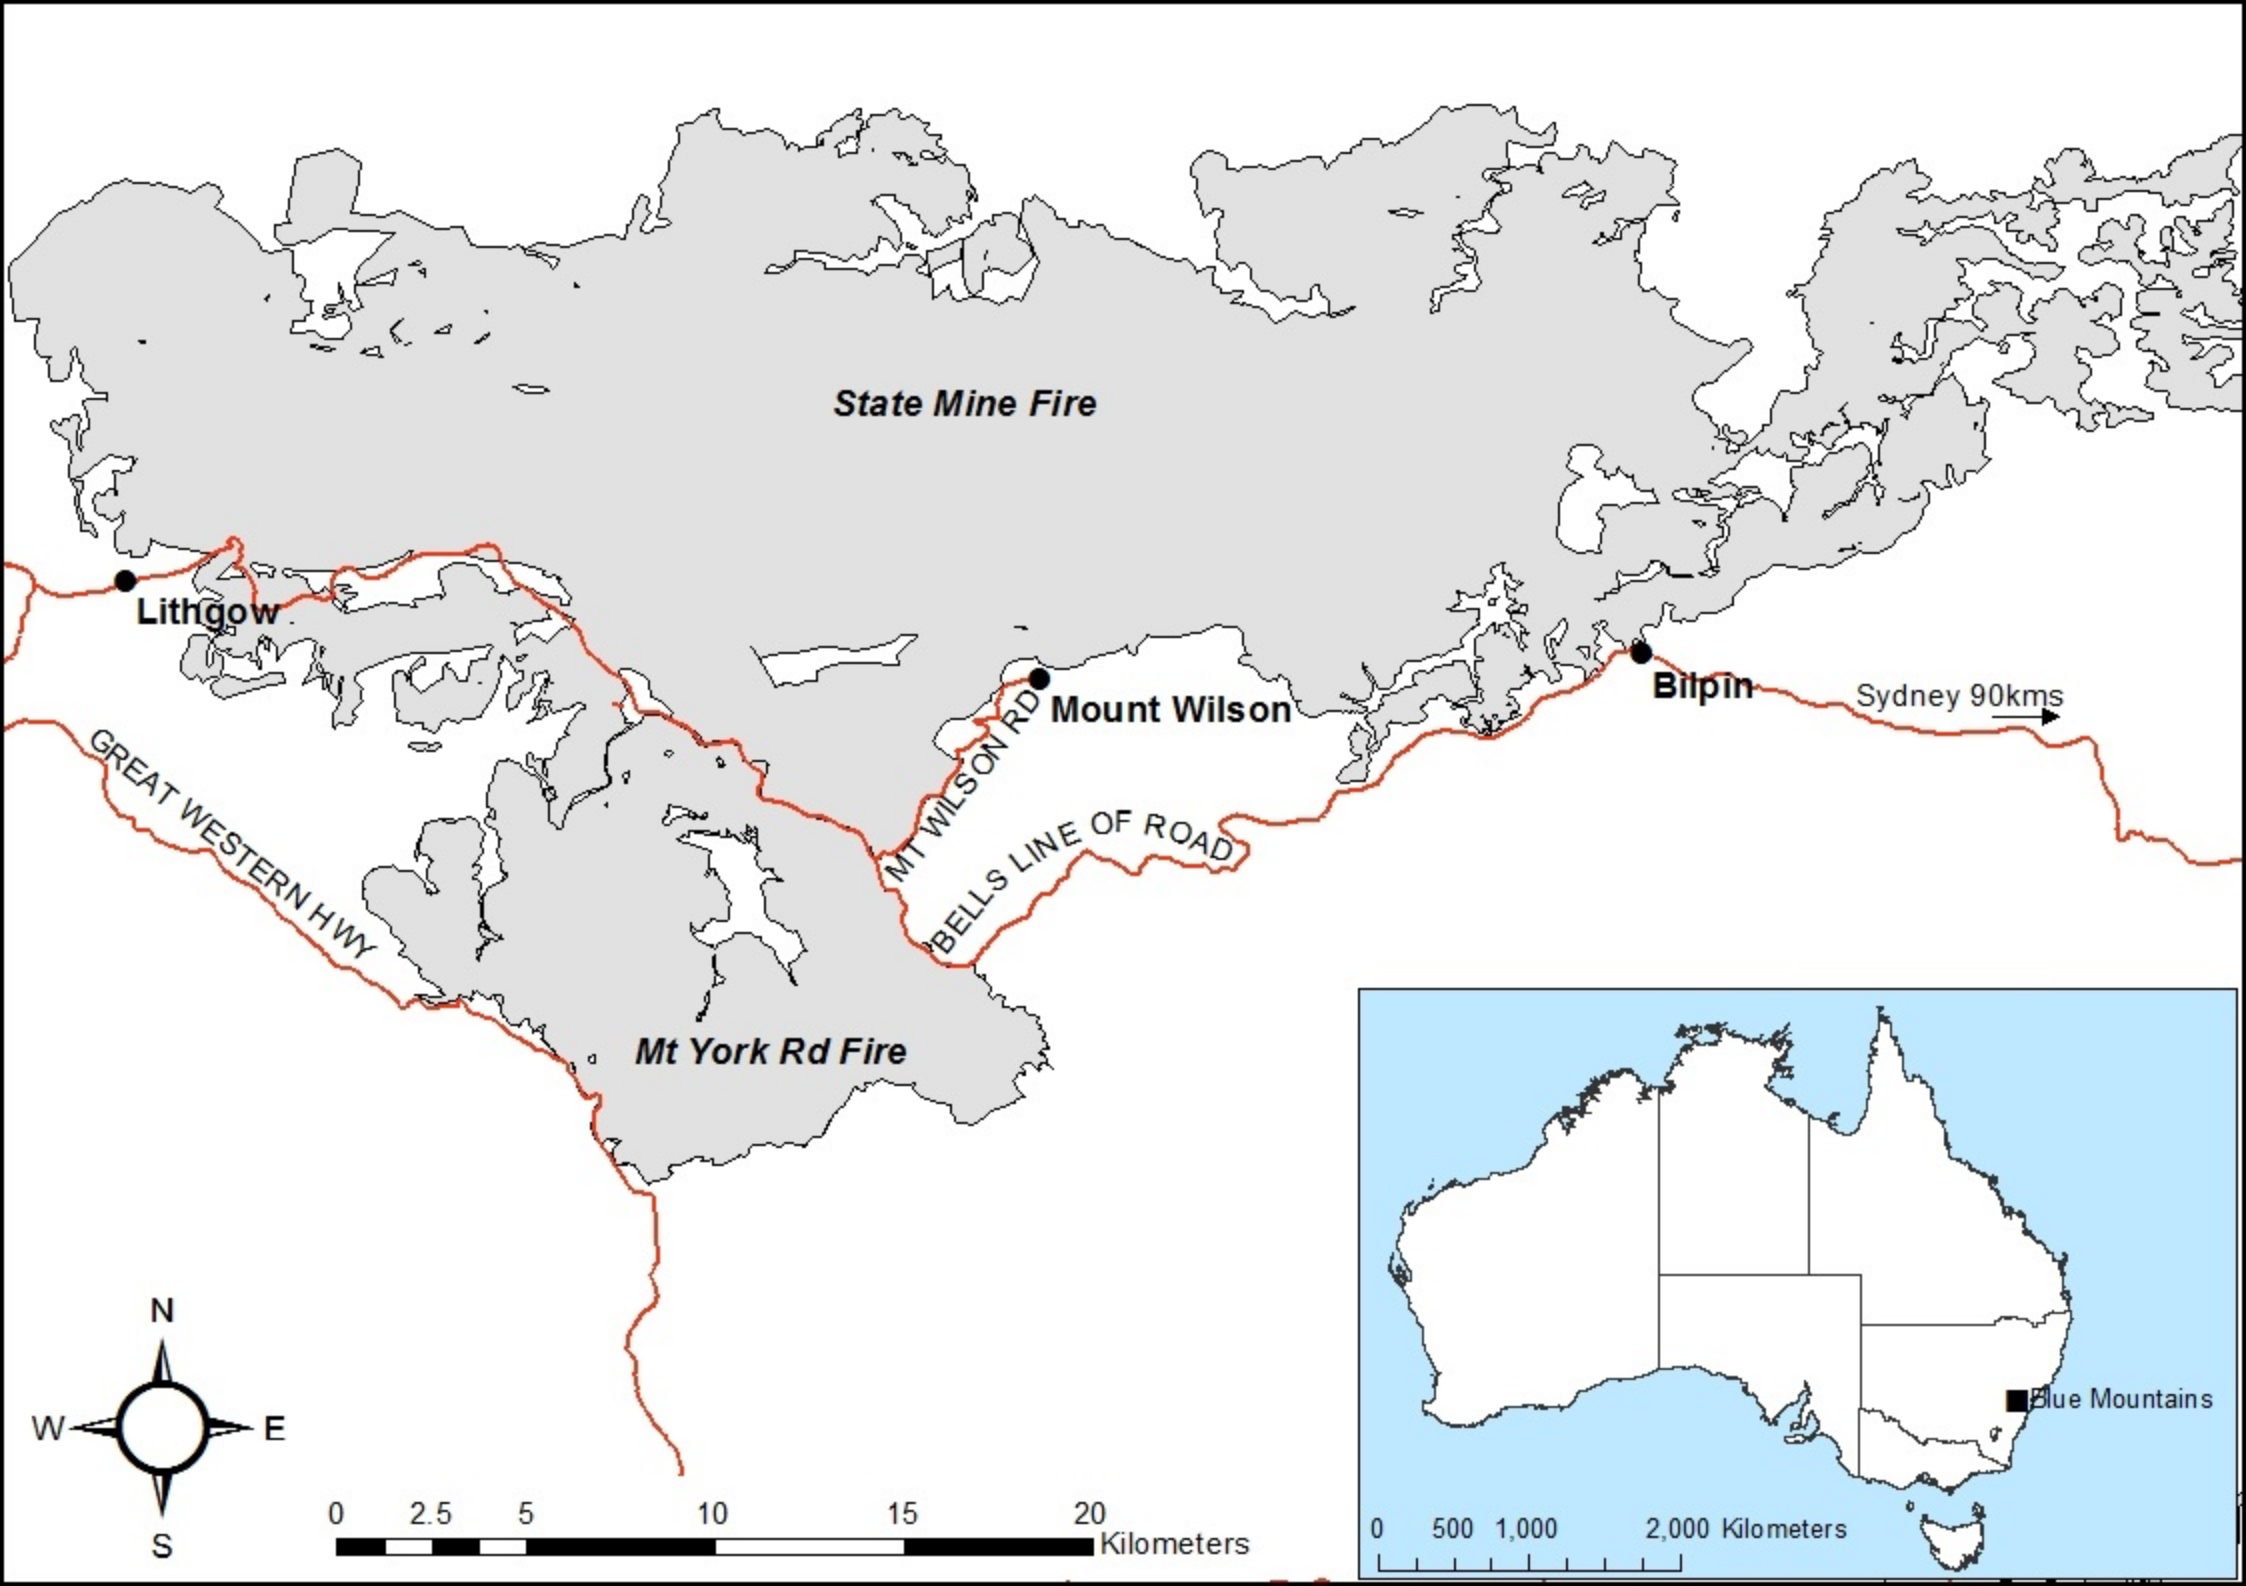 State Mine Fire
Lithgow
Mount Wilson
Bilpin
Sydney 90kms
GREAT WESTERN HWY
MT WILSON RD
BELLS LINE OF ROAD
Mt York Rd Fire
N
W E
S
0 2.5 5 10 15 20
Kilometers
Blue Mountains
0 500 1,000 2,000 Kilometers